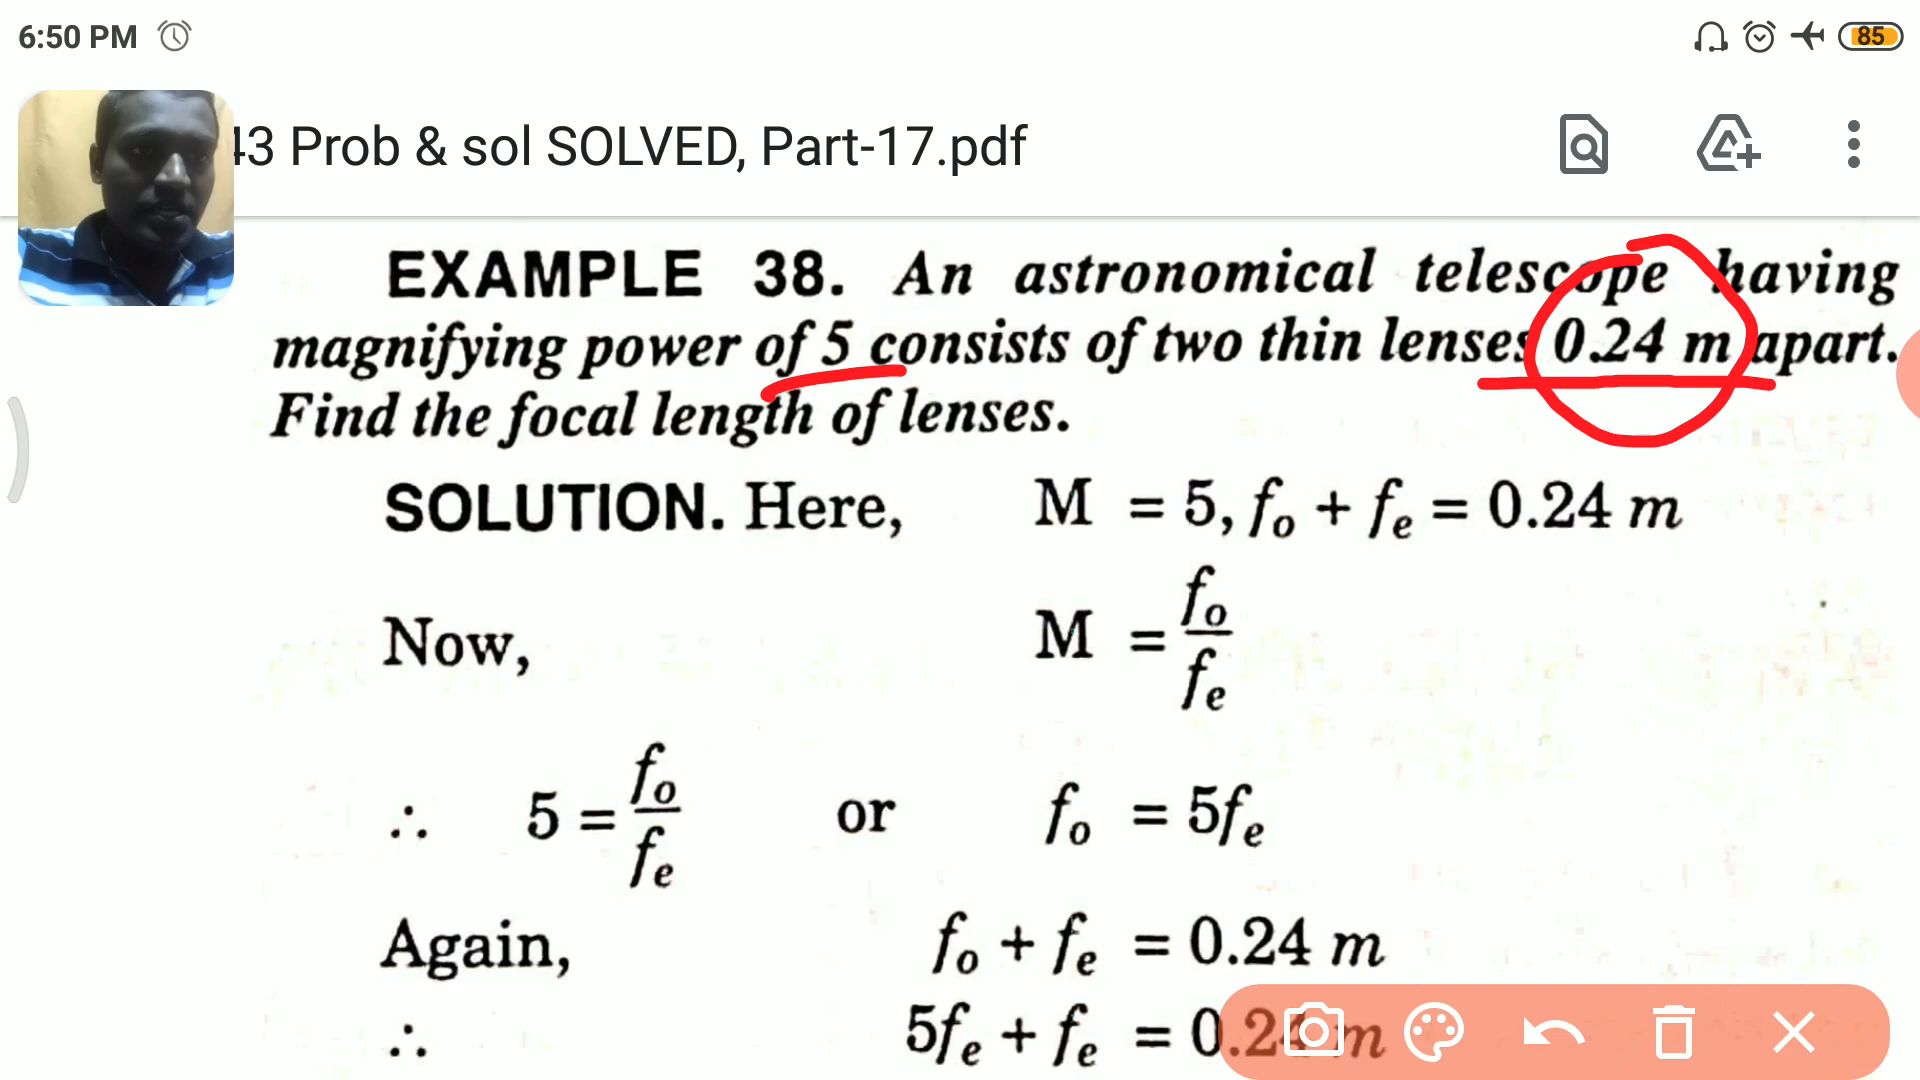 6:50 PM 85
43 Prob & sol SOLVED, Part-17.pdf
EXAMPLE 38. An astronomical telescope having
magnifying power of 5 consists of two thin lenses 0.24 m apart.
Find the focal length of lenses.
SOLUTION. Here, M = 5, fₒ + fₑ = 0.24 m
Now, M = fₒ/fₑ
∴ 5 = fₒ/fₑ or fₒ = 5fₑ
Again, fₒ + fₑ = 0.24 m
∴ 5fₑ + fₑ = 0.24 m